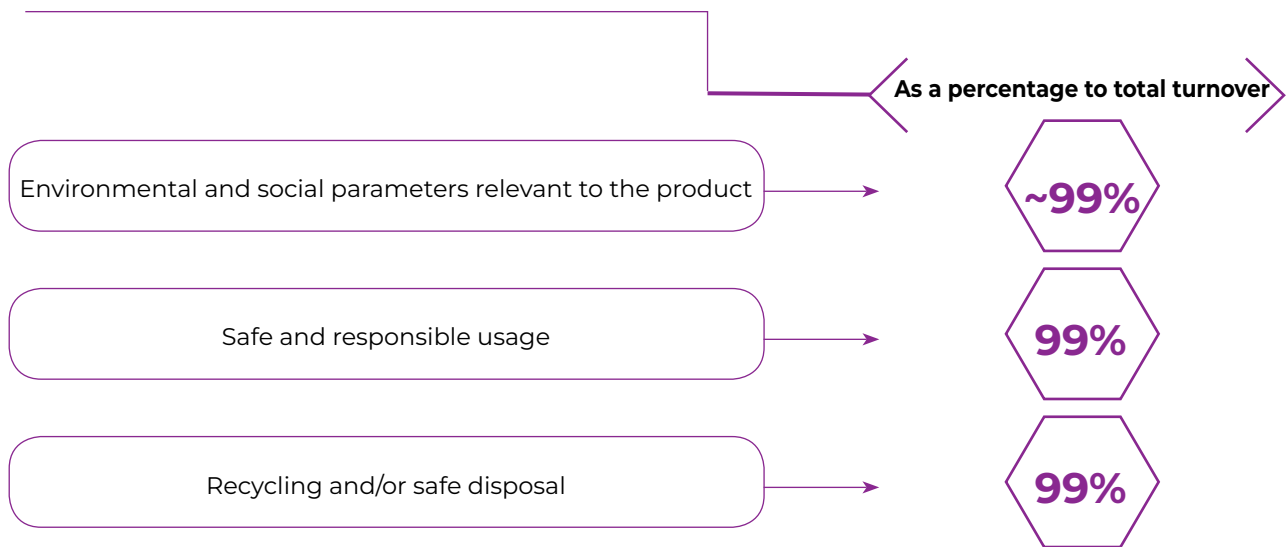 As a percentage to total turnover
Environmental and social parameters relevant to the product
~99%
Safe and responsible usage
99%
Recycling and/or safe disposal
99%